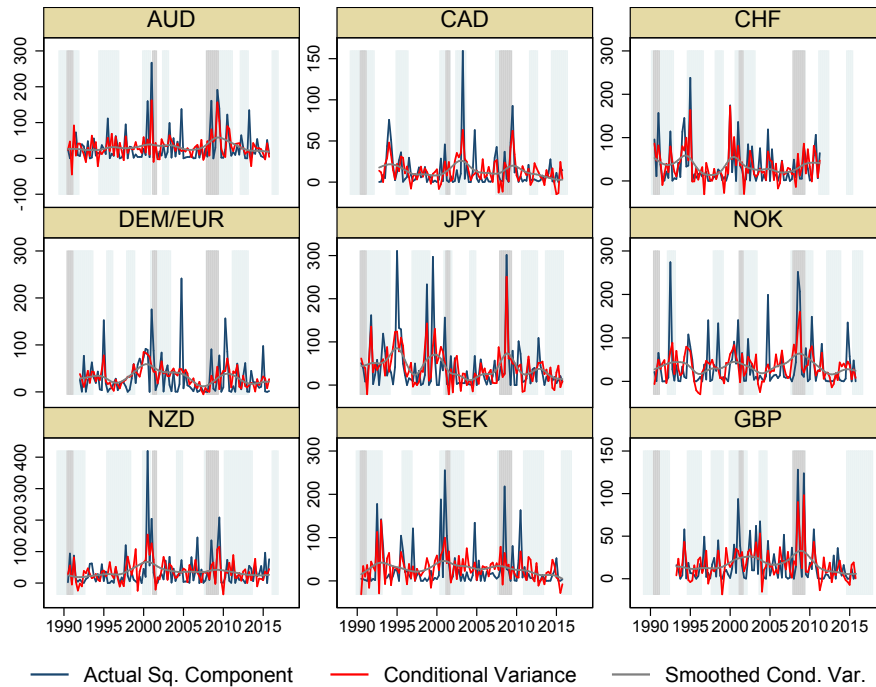 AUD CAD CHF
-100 0 100 200 300
0 50 100 150
0 100 200 300
DEM/EUR JPY NOK
0 100 200 300
0 100 200 300
0 100 200 300
NZD SEK GBP
0 100 200 300 400
0 100 200 300
0 50 100 150
1990 1995 2000 2005 2010 2015 1990 1995 2000 2005 2010 2015 1990 1995 2000 2005 2010 2015
Actual Sq. Component Conditional Variance Smoothed Cond. Var.